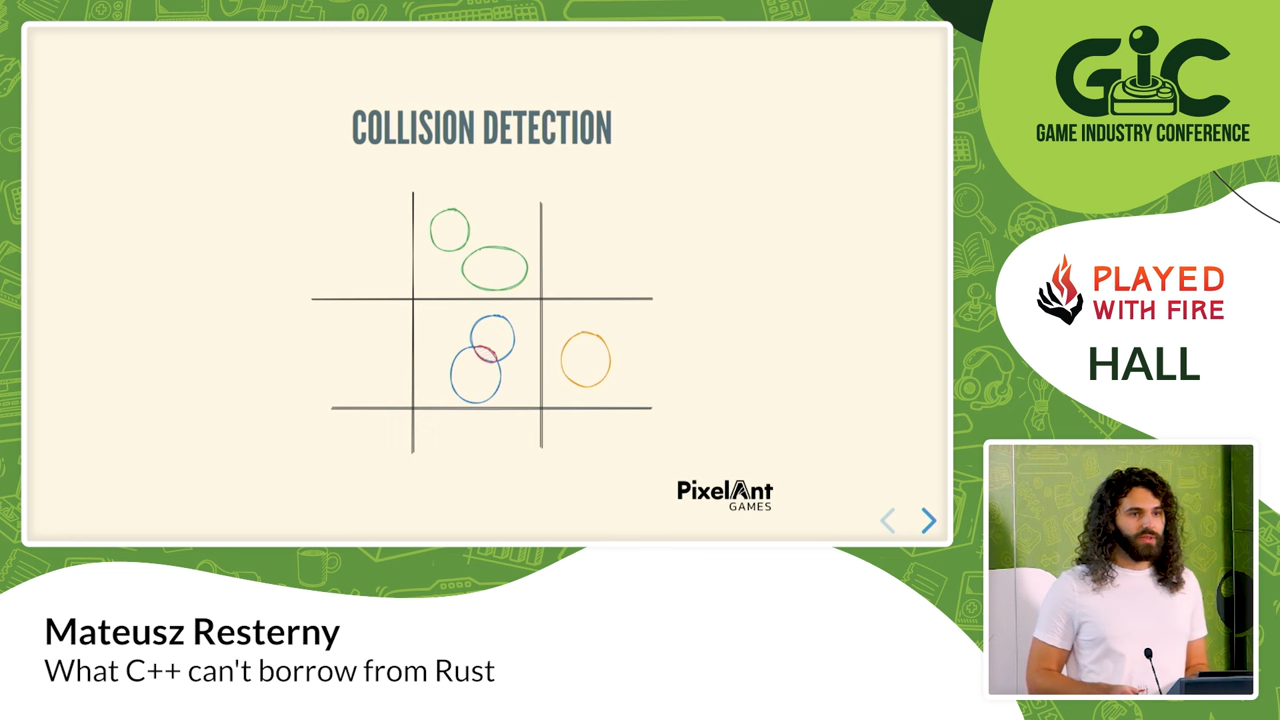 COLLISION DETECTION
PixelAnt
GAMES
GIC
GAME INDUSTRY CONFERENCE
PLAYED
WITH FIRE
HALL
Mateusz Resterny
What C++ can't borrow from Rust